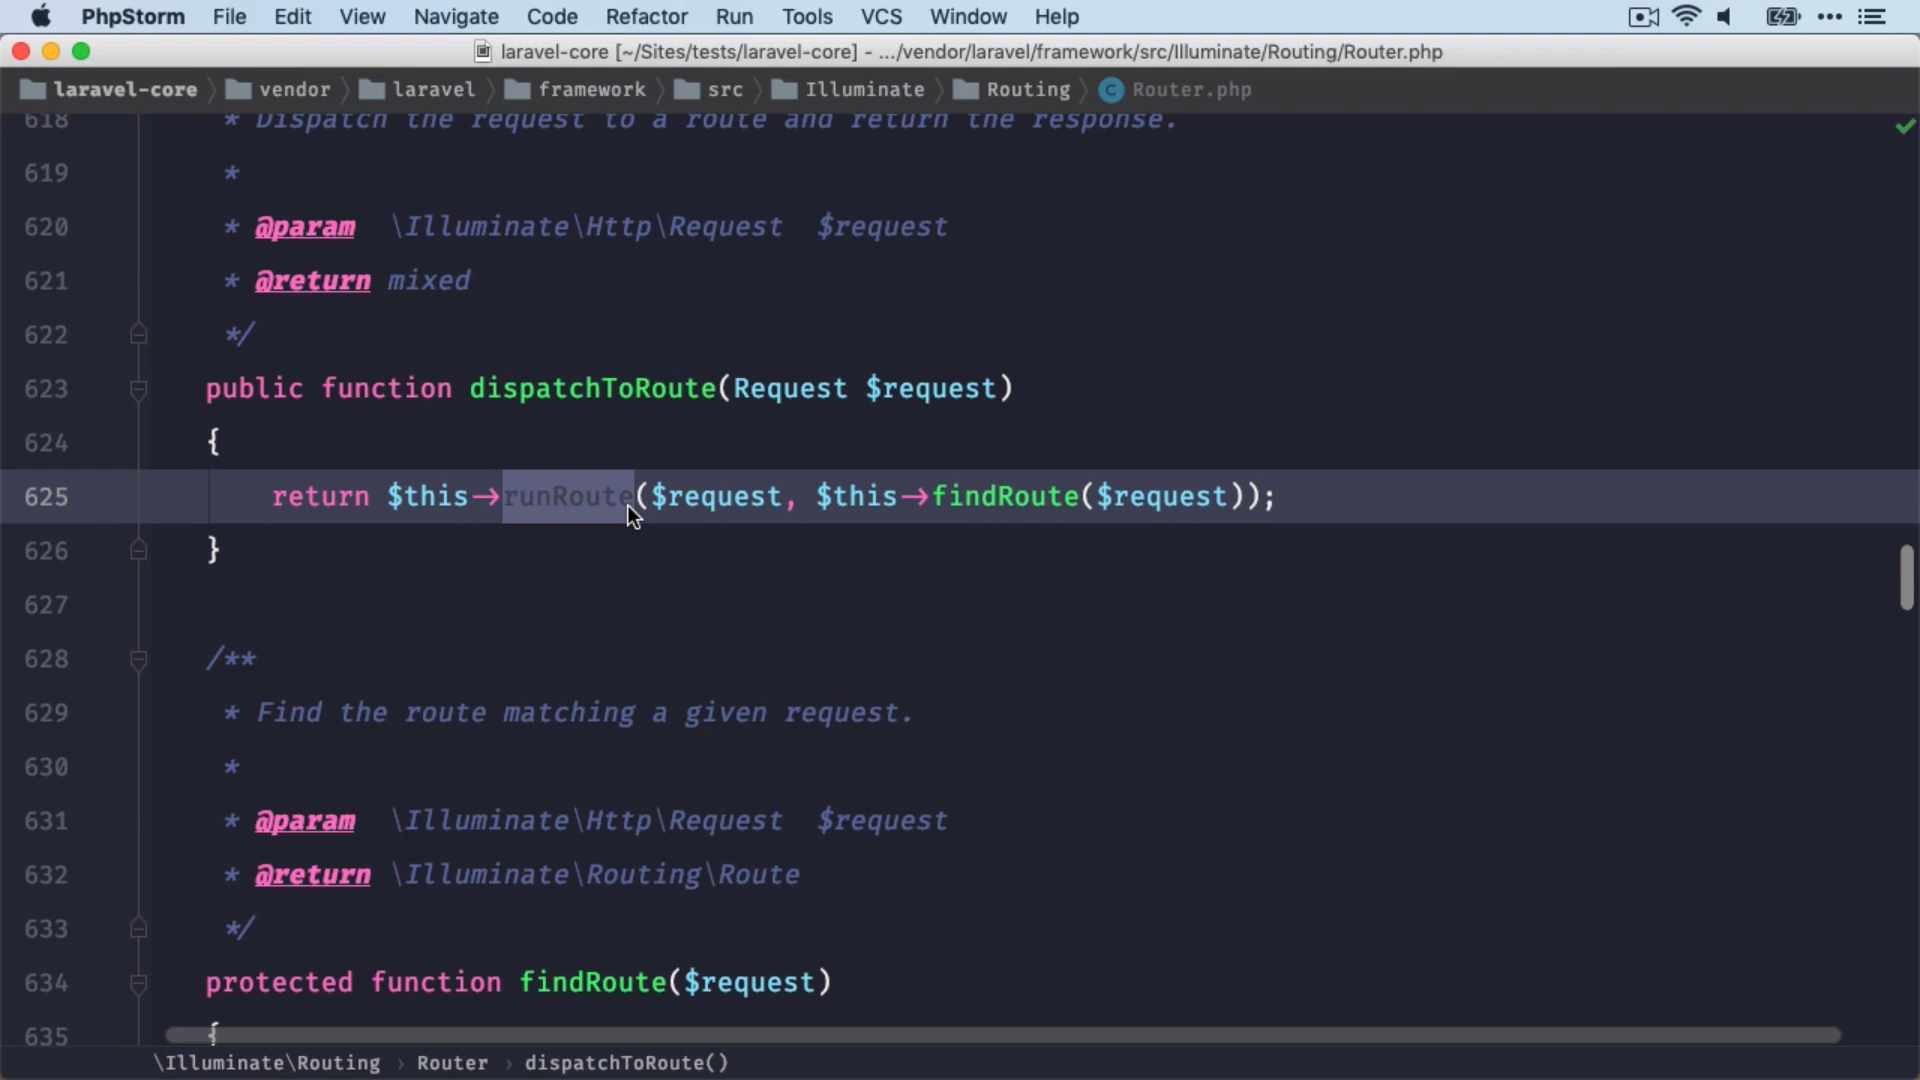 PhpStorm File Edit View Navigate Code Refactor Run Tools VCS Window Help
laravel-core [~/Sites/tests/laravel-core] - .../vendor/laravel/framework/src/Illuminate/Routing/Router.php
laravel-core vendor laravel framework src Illuminate Routing C Router.php
618 * Dispatch the request to a route and return the response.
619 *
620 * @param \Illuminate\Http\Request $request
621 * @return mixed
622 */
623 public function dispatchToRoute(Request $request)
624 {
625 return $this->runRoute($request, $this->findRoute($request));
626 }
627
628 /**
629 * Find the route matching a given request.
630 *
631 * @param \Illuminate\Http\Request $request
632 * @return \Illuminate\Routing\Route
633 */
634 protected function findRoute($request)
635 {
\Illuminate\Routing › Router › dispatchToRoute()